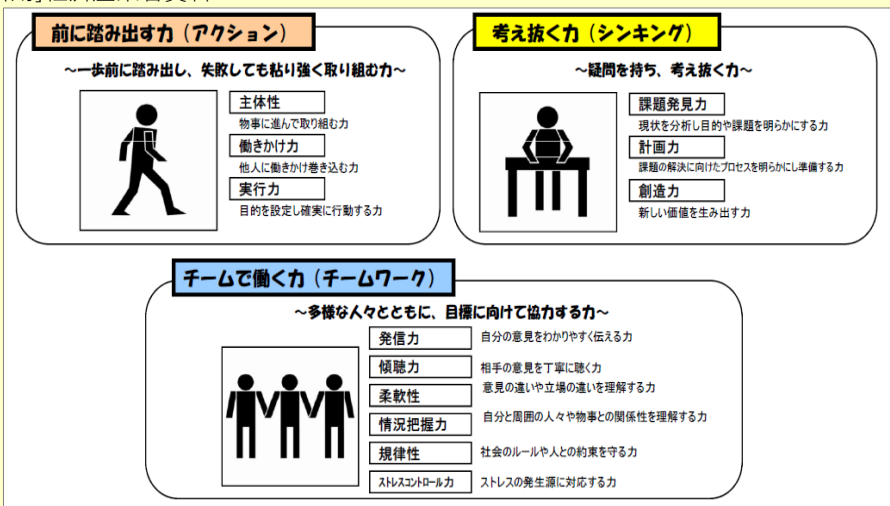 前に踏み出す力（アクション）
～一歩前に踏み出し、失敗しても粘り強く取り組む力～
主体性
物事に進んで取り組む力
働きかけ力
他人に働きかけ巻き込む力
実行力
目的を設定し確実に行動する力
考え抜く力（シンキング）
～疑問を持ち、考え抜く力～
課題発見力
現状を分析し目的や課題を明らかにする力
計画力
課題の解決に向けたプロセスを明らかにし準備する力
創造力
新しい価値を生み出す力
チームで働く力（チームワーク）
～多様な人々とともに、目標に向けて協力する力～
発信力 自分の意見をわかりやすく伝える力
傾聴力 相手の意見を丁寧に聴く力
柔軟性 意見の違いや立場の違いを理解する力
情況把握力 自分と周囲の人々や物事との関係性を理解する力
規律性 社会のルールや人との約束を守る力
ストレスコントロール力 ストレスの発生源に対応する力